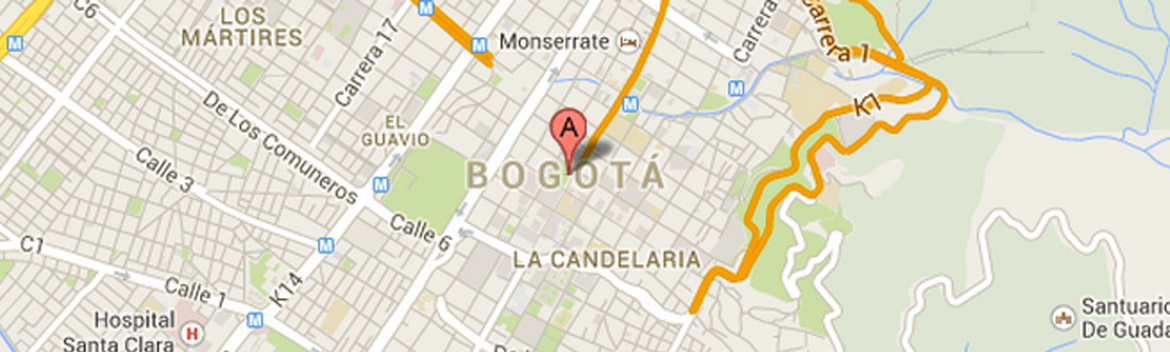 C6
LOS
MÁRTIRES
Carrera 17
Monserrate
Carrera
Carrera 1
K1
A
EL
GUAVIO
De Los Comuneros
BOGOTÁ
Calle 3
Calle 6
LA CANDELARIA
C1
Calle 1
K14
Hospital
Santa Clara
H
Santuario
De Guada
M
M
M
M
M
M
M
M